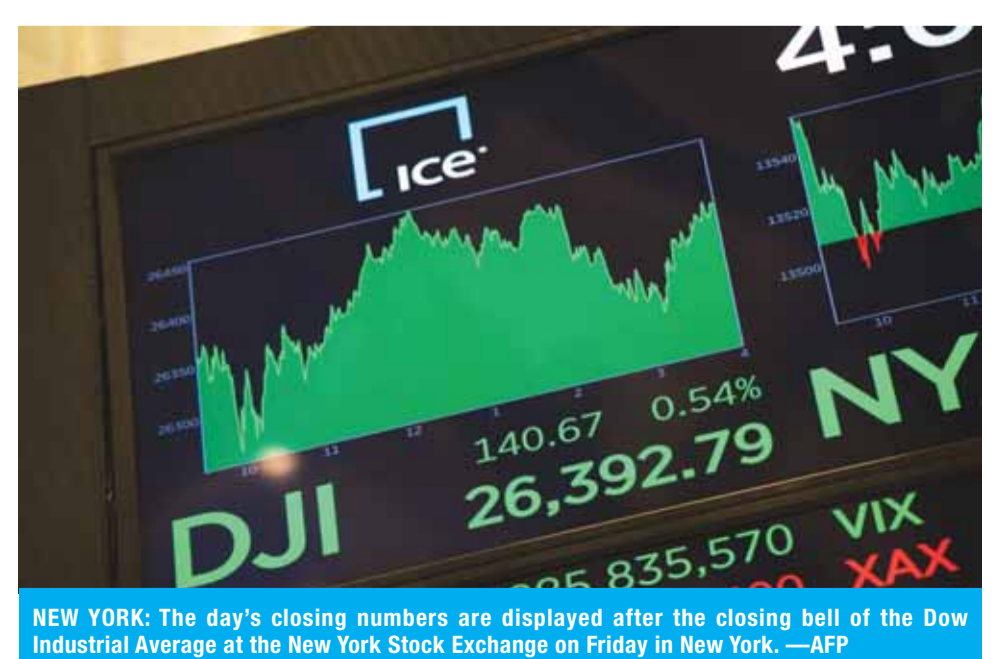 4:0
ıce
26450
26400
26350
26300
10
11
12
1
2
3
4
13540
13520
13500
10
11
140.67 0.54%
DJI 26,392.79
NY
835,570 VIX
XAX
NEW YORK: The day’s closing numbers are displayed after the closing bell of the Dow
Industrial Average at the New York Stock Exchange on Friday in New York. —AFP